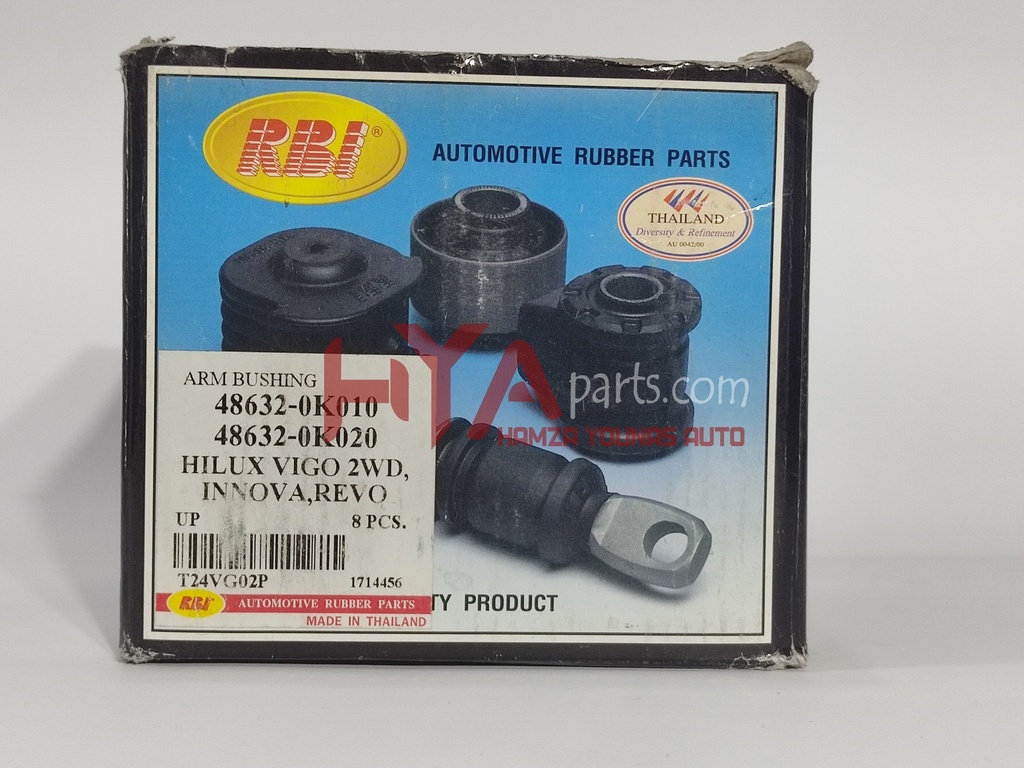 RBI®
AUTOMOTIVE RUBBER PARTS
THAILAND
Diversity & Refinement
AU 0042/00
HYA parts.com
HAMZA YOUNAS AUTO
ARM BUSHING
48632-0K010
48632-0K020
HILUX VIGO 2WD,
INNOVA,REVO
UP 8 PCS.
T24VG02P 1714456
RBI AUTOMOTIVE RUBBER PARTS
MADE IN THAILAND
TY PRODUCT